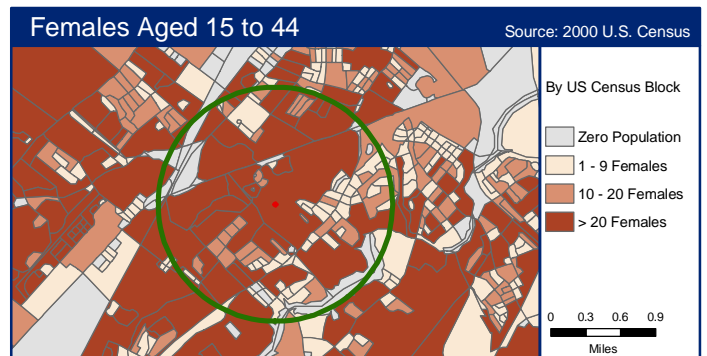 Females Aged 15 to 44
Source: 2000 U.S. Census
By US Census Block
Zero Population
1 - 9 Females
10 - 20 Females
> 20 Females
0 0.3 0.6 0.9
Miles